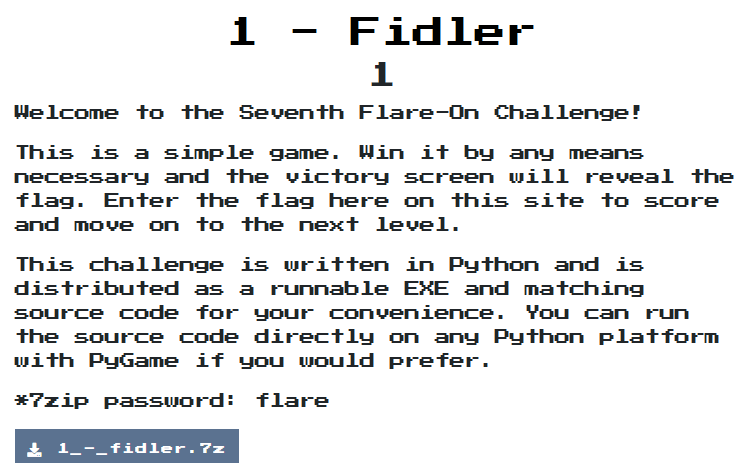 1 - Fidler
1
Welcome to the Seventh Flare-On Challenge!
This is a simple game. Win it by any means
necessary and the victory screen will reveal the
flag. Enter the flag here on this site to score
and move on to the next level.
This challenge is written in Python and is
distributed as a runnable EXE and matching
source code for your convenience. You can run
the source code directly on any Python platform
with PyGame if you would prefer.
*7zip password: flare
1_-_fidler.7z